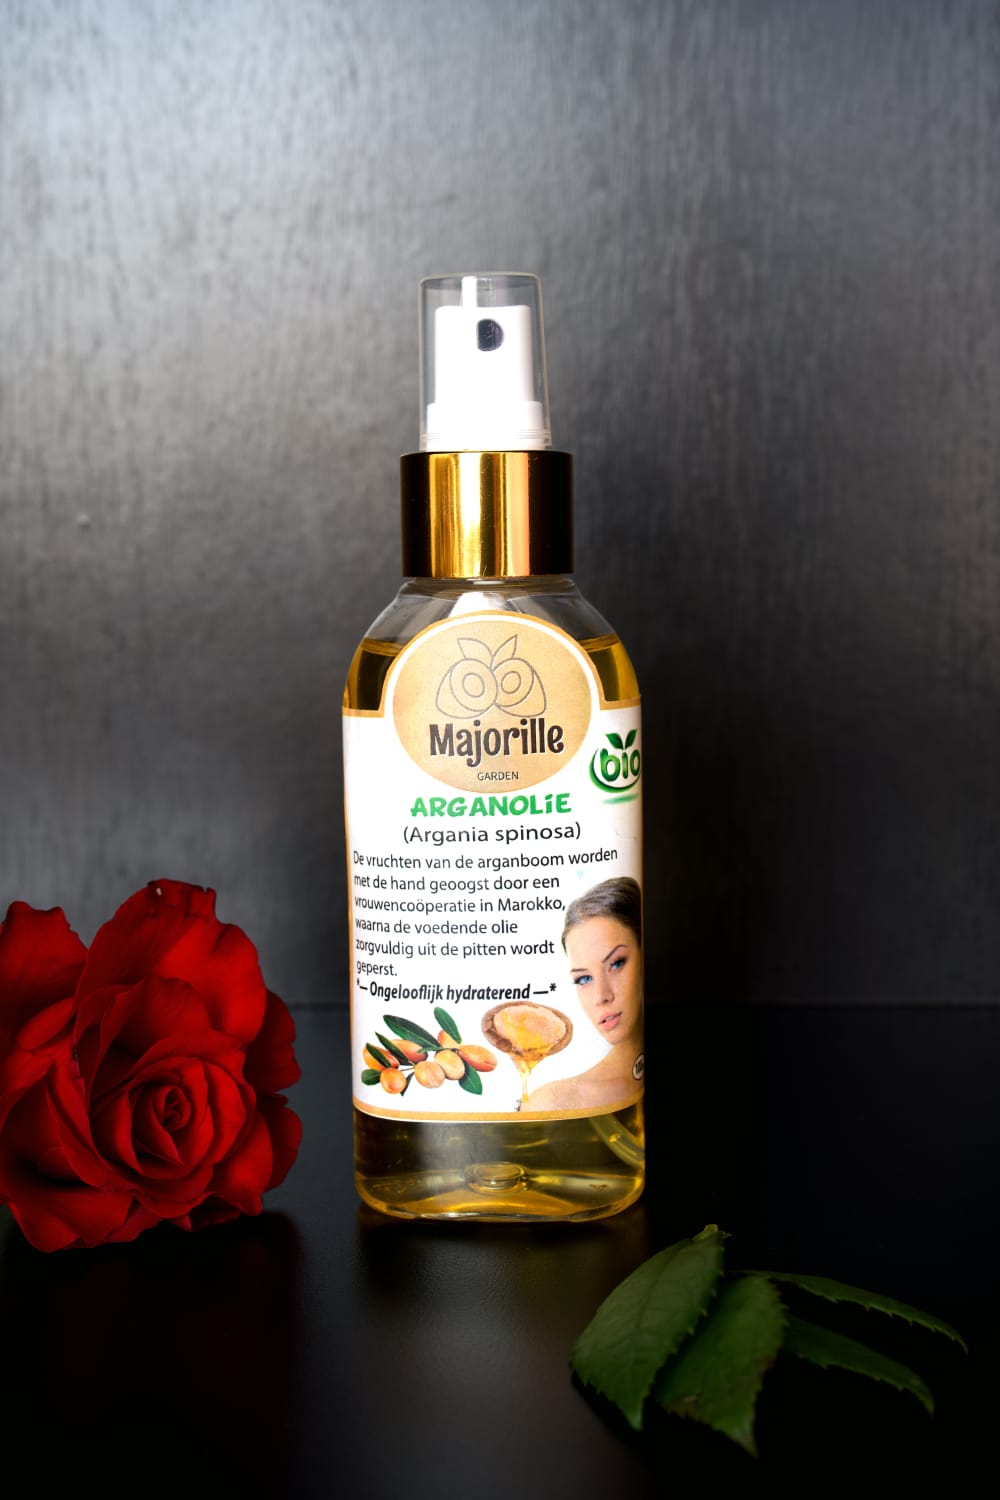 Majorille
GARDEN
bio
ARGANOLiE
(Argania spinosa)
De vruchten van de arganboom worden
met de hand geoogst door een
vrouwencoöperatie in Marokko,
waarna de voedende olie
zorgvuldig uit de pitten wordt
geperst.
*— Ongelooflijk hydraterend —*